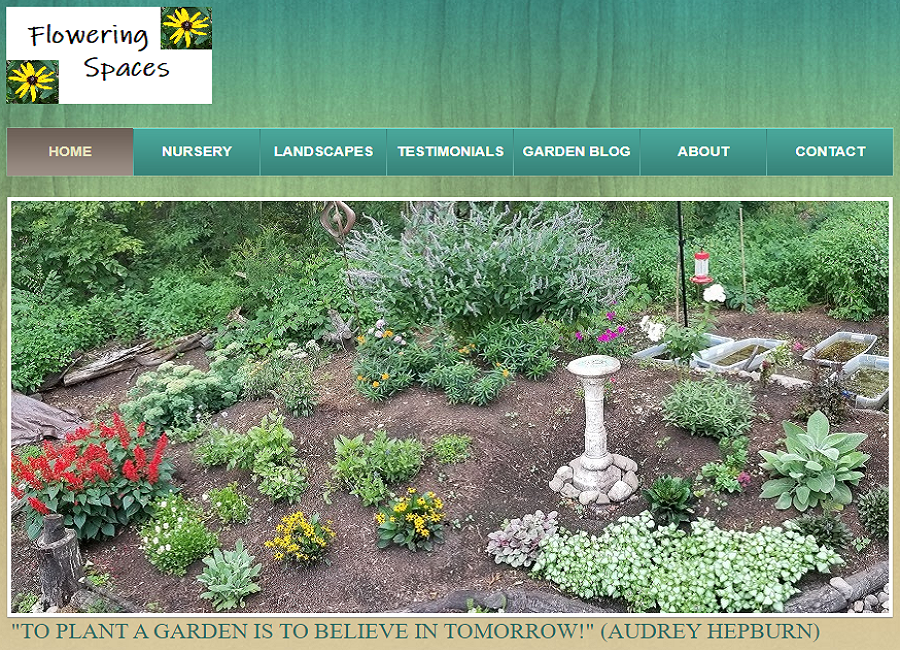 Flowering
Spaces
HOME NURSERY LANDSCAPES TESTIMONIALS GARDEN BLOG ABOUT CONTACT
"TO PLANT A GARDEN IS TO BELIEVE IN TOMORROW!" (AUDREY HEPBURN)